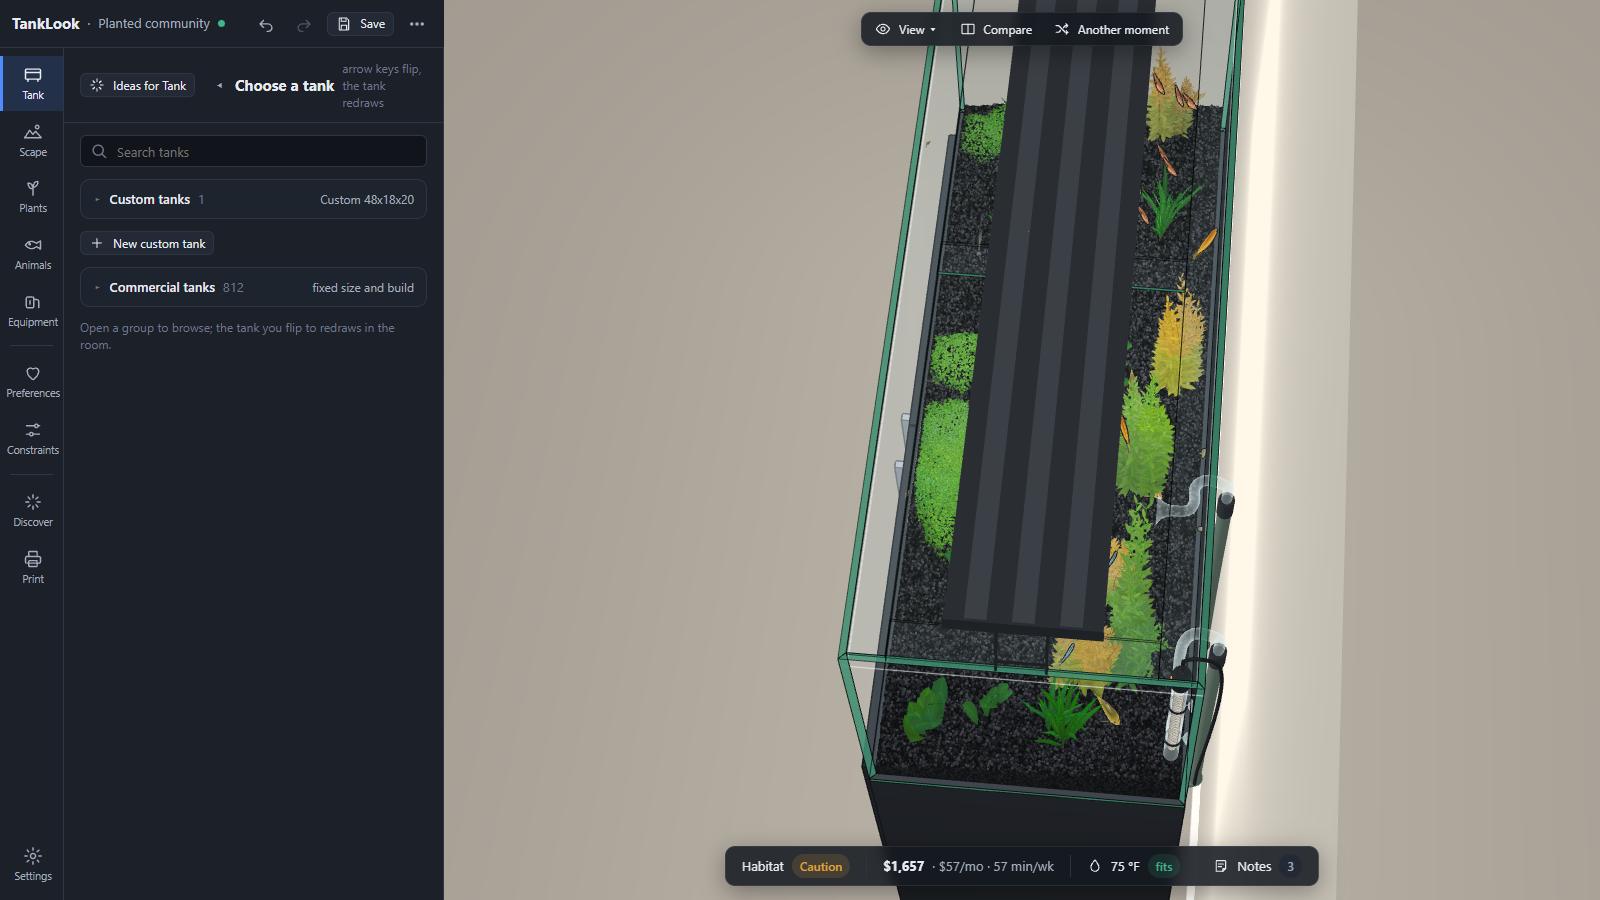 TankLook · Planted community
Save
View
Compare
Another moment
Tank
Scape
Plants
Animals
Equipment
Preferences
Constraints
Discover
Print
Settings
Ideas for Tank
Choose a tank
arrow keys flip,
the tank
redraws
Search tanks
Custom tanks 1 Custom 48x18x20
New custom tank
Commercial tanks 812 fixed size and build
Open a group to browse; the tank you flip to redraws in the
room.
Habitat Caution $1,657 · $57/mo · 57 min/wk 75 °F fits Notes 3